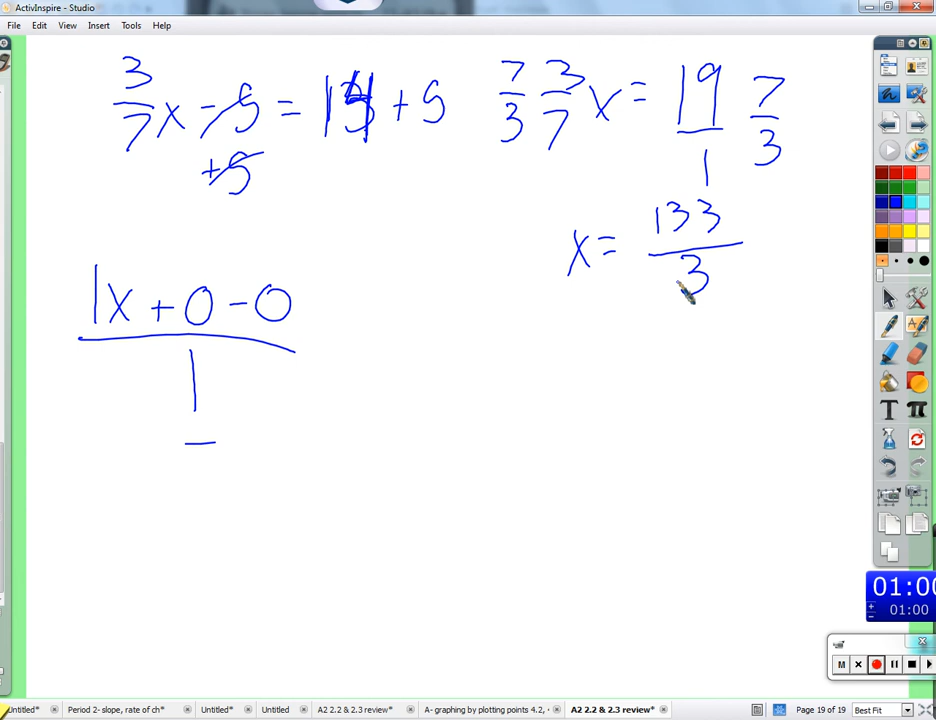 ActivInspire - Studio
File Edit View Insert Tools Help
3/7 x - 5 = 14 + 5
+5
7/3 3/7 x = 19/1 7/3
x = 133/3
1x + 0 - 0
1
01:00
01:00
M
Untitled* Period 2- slope, rate of ch* Untitled* Untitled A2 2.2 & 2.3 review* A- graphing by plotting points 4.2, A2 2.2 & 2.3 review* Page 19 of 19 Best Fit